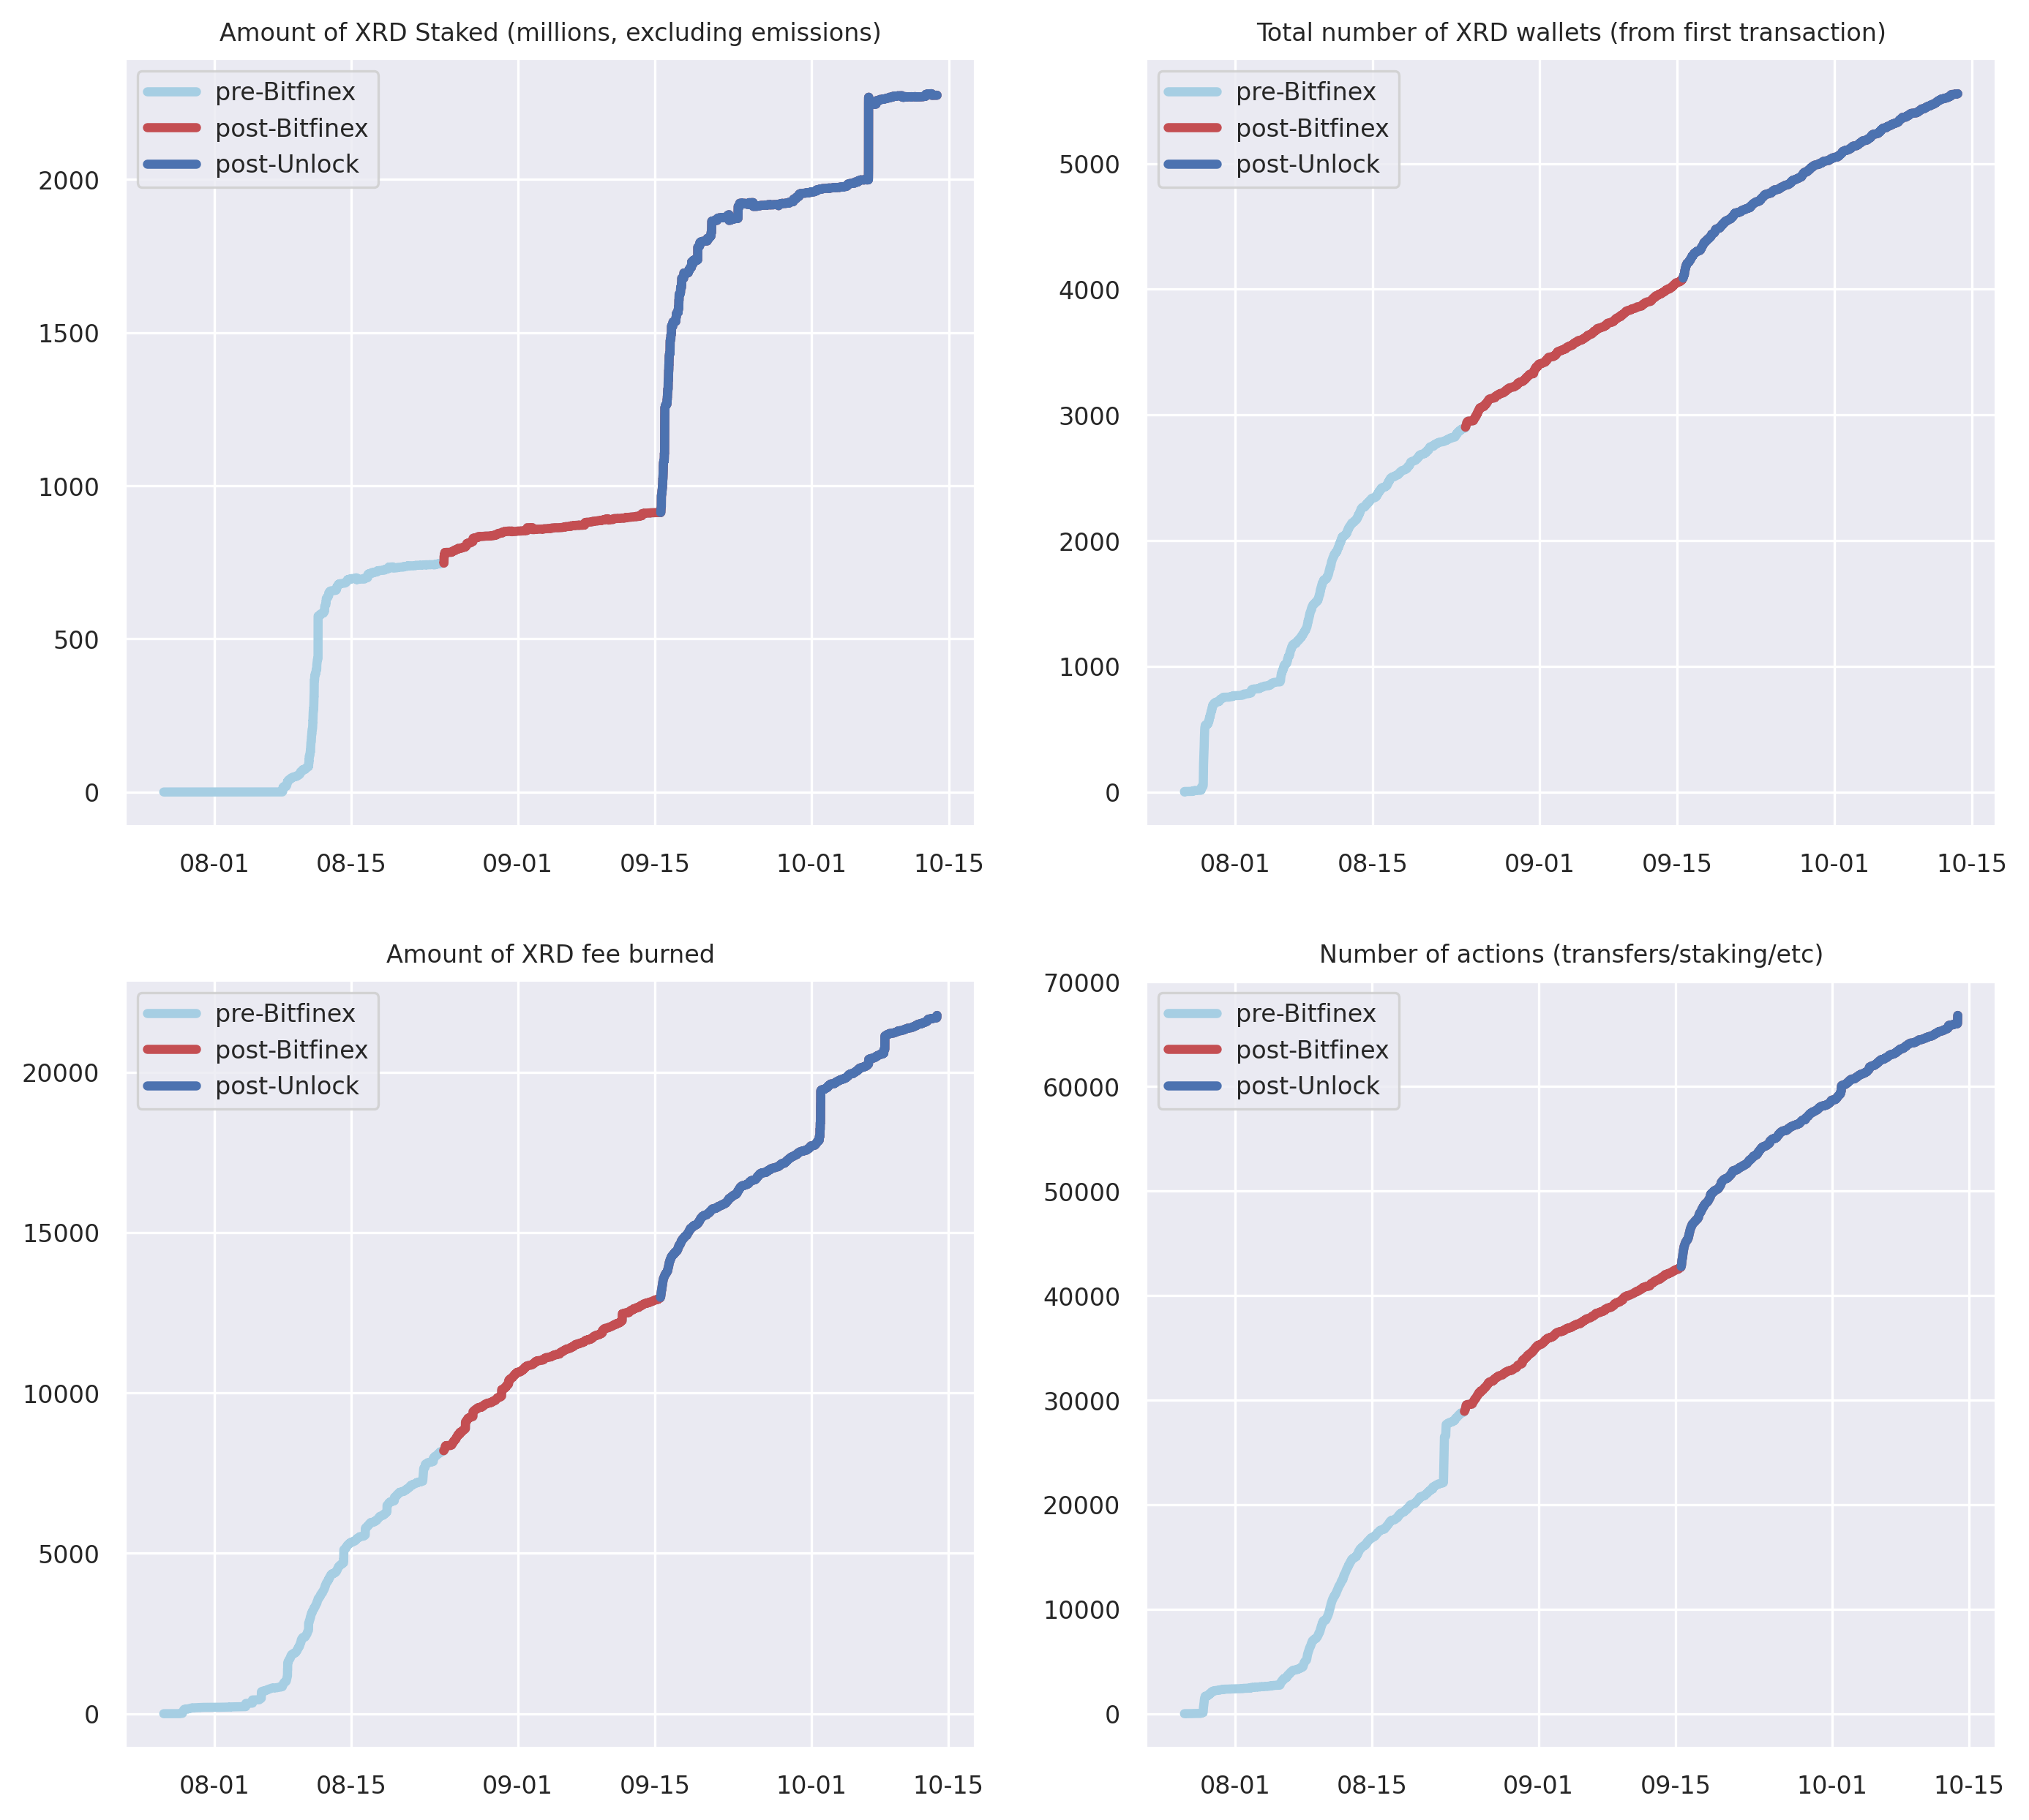 Amount of XRD Staked (millions, excluding emissions)
pre-Bitfinex
post-Bitfinex
post-Unlock
2000
1500
1000
500
0
08-01 08-15 09-01 09-15 10-01 10-15
Total number of XRD wallets (from first transaction)
pre-Bitfinex
post-Bitfinex
post-Unlock
5000
4000
3000
2000
1000
0
08-01 08-15 09-01 09-15 10-01 10-15
Amount of XRD fee burned
pre-Bitfinex
post-Bitfinex
post-Unlock
20000
15000
10000
5000
0
08-01 08-15 09-01 09-15 10-01 10-15
Number of actions (transfers/staking/etc)
70000
pre-Bitfinex
post-Bitfinex
post-Unlock
60000
50000
40000
30000
20000
10000
0
08-01 08-15 09-01 09-15 10-01 10-15